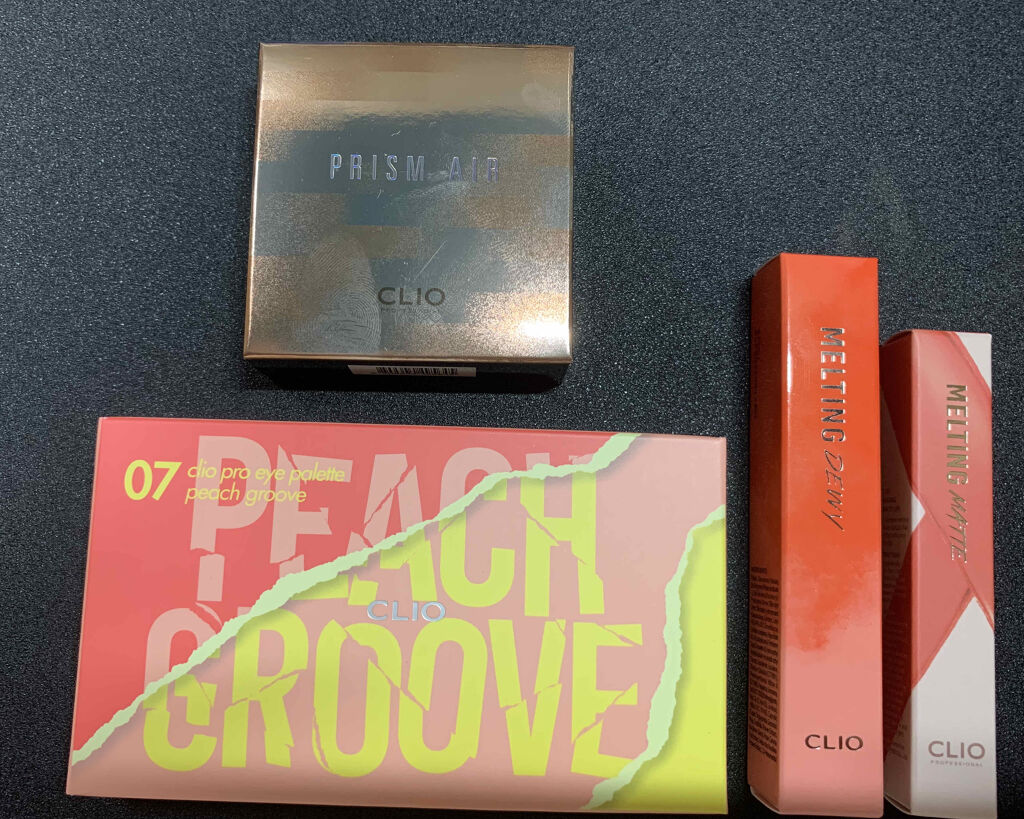 PRISM AIR
CLIO
PROFESSIONAL
07
clio pro eye palette
peach groove
PEACH
GROOVE
CLIO
MELTING DEWY
CLIO
MELTING MATTE
CLIO
PROFESSIONAL